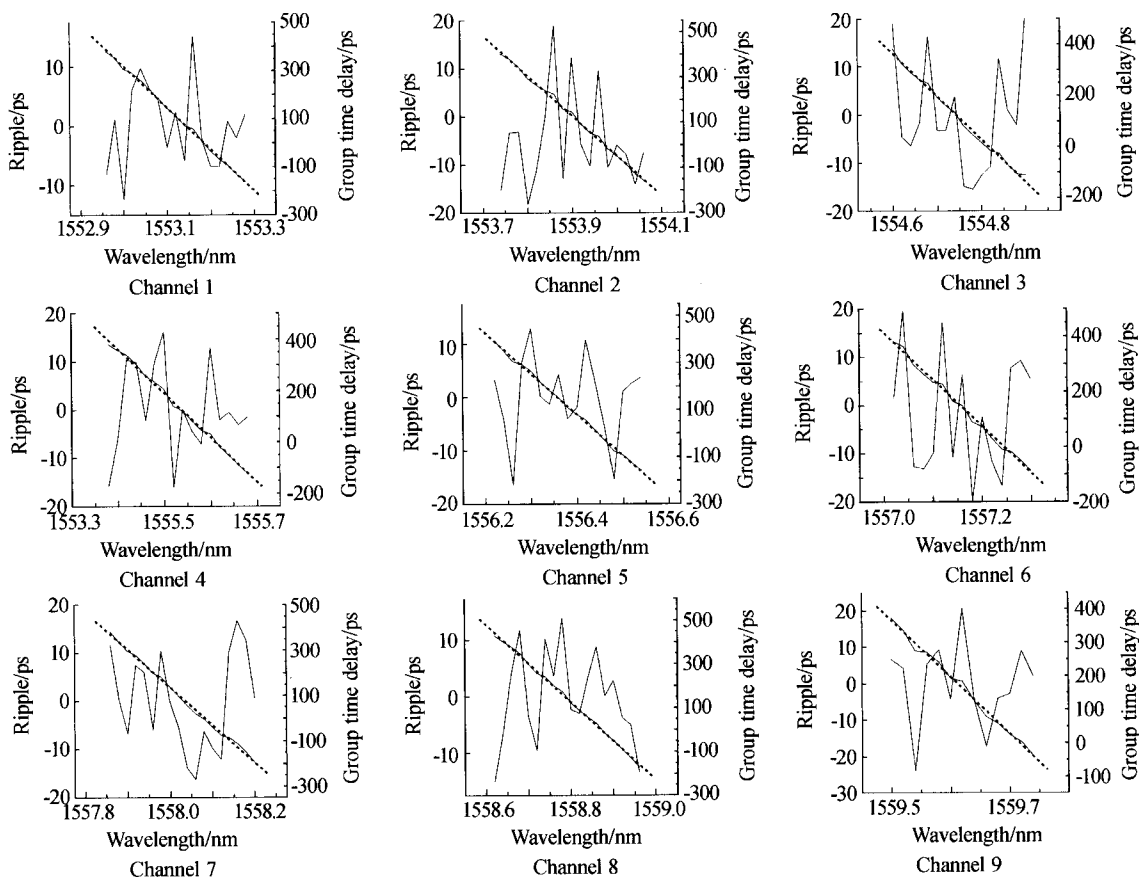 20
10
0
-10
Ripple/ps
500
300
100
-100
-300
Group time delay/ps
1552.9 1553.1 1553.3
Wavelength/nm
Channel 1
20
10
0
-10
-20
Ripple/ps
500
300
100
-100
-300
Group time delay/ps
1553.7 1553.9 1554.1
Wavelength/nm
Channel 2
20
10
0
-10
-20
Ripple/ps
400
200
0
-200
Group time delay/ps
1554.6 1554.8
Wavelength/nm
Channel 3
20
10
0
-10
-20
Ripple/ps
400
200
0
-200
Group time delay/ps
1553.3 1555.5 1555.7
Wavelength/nm
Channel 4
10
0
-10
-20
Ripple/ps
500
300
100
-100
-300
Group time delay/ps
1556.2 1556.4 1556.6
Wavelength/nm
Channel 5
20
10
0
-10
-20
Ripple/ps
400
200
0
-200
Group time delay/ps
1557.0 1557.2
Wavelength/nm
Channel 6
20
10
0
-10
-20
Ripple/ps
500
300
100
-100
-300
Group time delay/ps
1557.8 1558.0 1558.2
Wavelength/nm
Channel 7
10
0
-10
Ripple/ps
500
300
100
-100
-300
Group time delay/ps
1558.6 1558.8 1559.0
Wavelength/nm
Channel 8
20
10
0
-10
-20
-30
Ripple/ps
400
300
200
100
0
-100
Group time delay/ps
1559.5 1559.7
Wavelength/nm
Channel 9